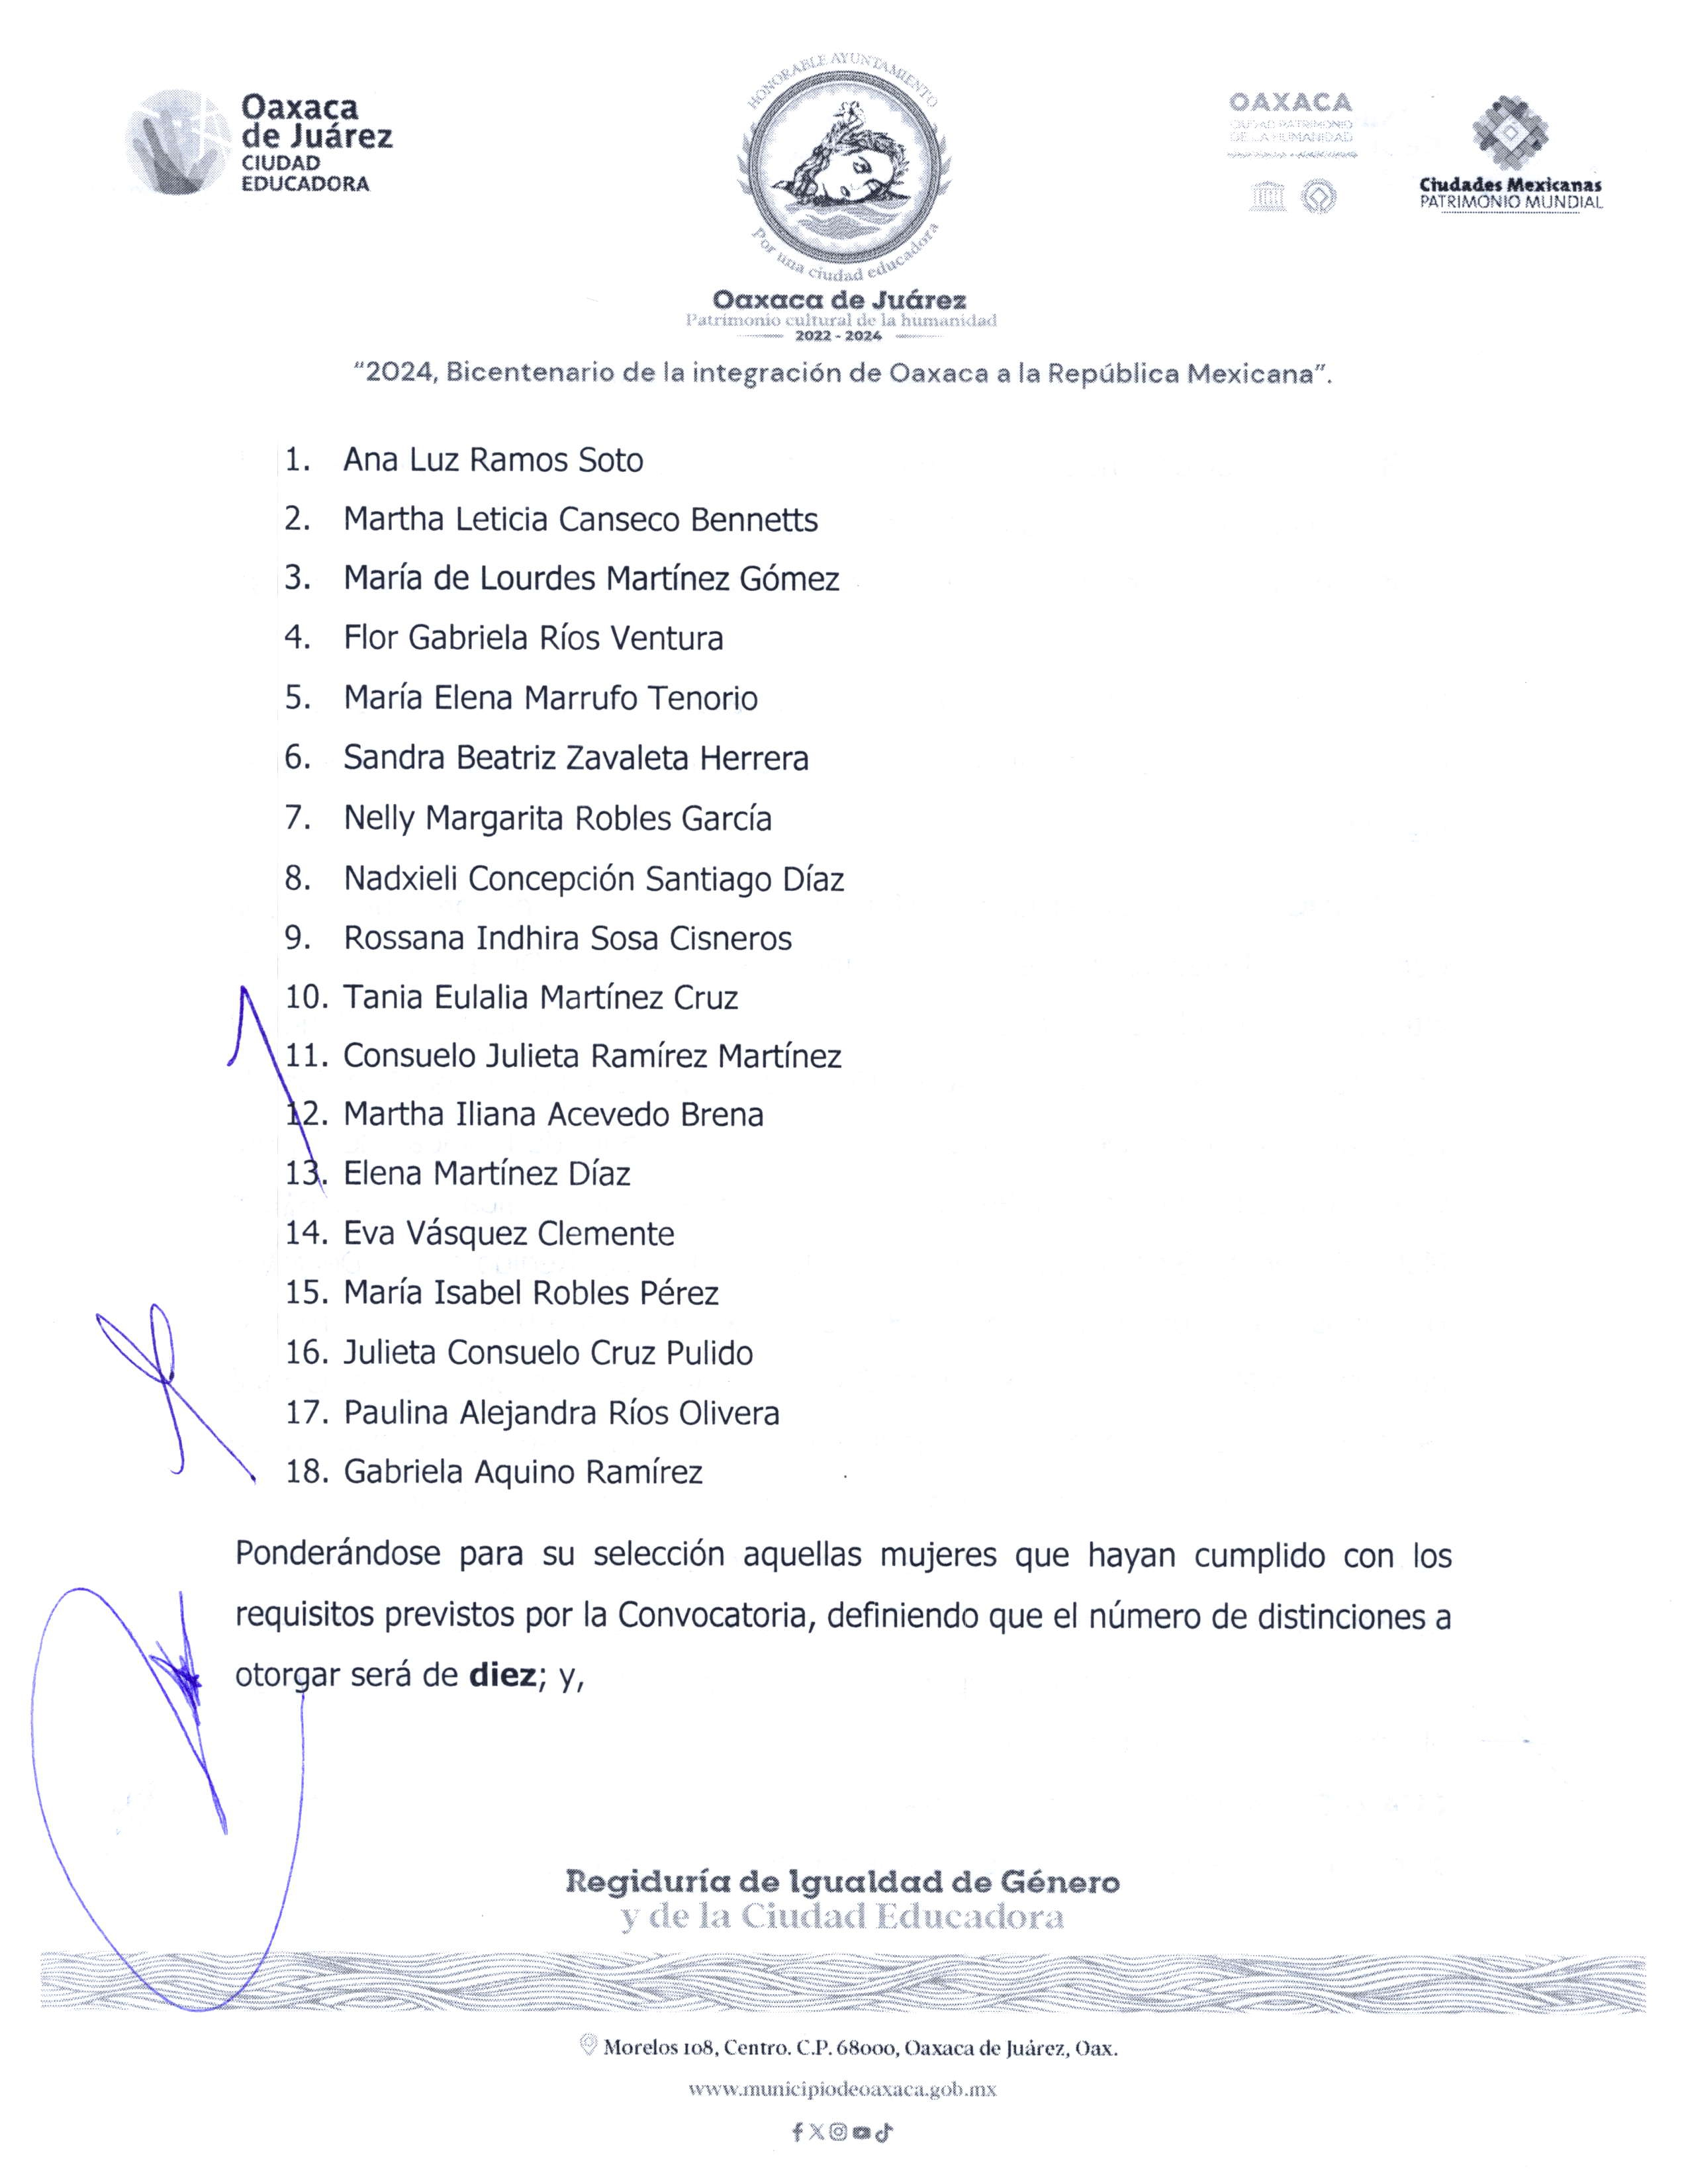 Oaxaca
de Juárez
CIUDAD
EDUCADORA
HONORABLE AYUNTAMIENTO
Por una ciudad educadora
Oaxaca de Juárez
Patrimonio cultural de la humanidad
2022 - 2024
OAXACA
CIUDAD PATRIMONIO
DE LA HUMANIDAD
Ciudades Mexicanas
PATRIMONIO MUNDIAL
“2024, Bicentenario de la integración de Oaxaca a la República Mexicana”.
1. Ana Luz Ramos Soto
2. Martha Leticia Canseco Bennetts
3. María de Lourdes Martínez Gómez
4. Flor Gabriela Ríos Ventura
5. María Elena Marrufo Tenorio
6. Sandra Beatriz Zavaleta Herrera
7. Nelly Margarita Robles García
8. Nadxieli Concepción Santiago Díaz
9. Rossana Indhira Sosa Cisneros
10. Tania Eulalia Martínez Cruz
11. Consuelo Julieta Ramírez Martínez
12. Martha Iliana Acevedo Brena
13. Elena Martínez Díaz
14. Eva Vásquez Clemente
15. María Isabel Robles Pérez
16. Julieta Consuelo Cruz Pulido
17. Paulina Alejandra Ríos Olivera
18. Gabriela Aquino Ramírez
Ponderándose para su selección aquellas mujeres que hayan cumplido con los
requisitos previstos por la Convocatoria, definiendo que el número de distinciones a
otorgar será de diez; y,
Regiduría de Igualdad de Género
y de la Ciudad Educadora
Morelos 108, Centro. C.P. 68000, Oaxaca de Juárez, Oax.
www.municipiodeoaxaca.gob.mx